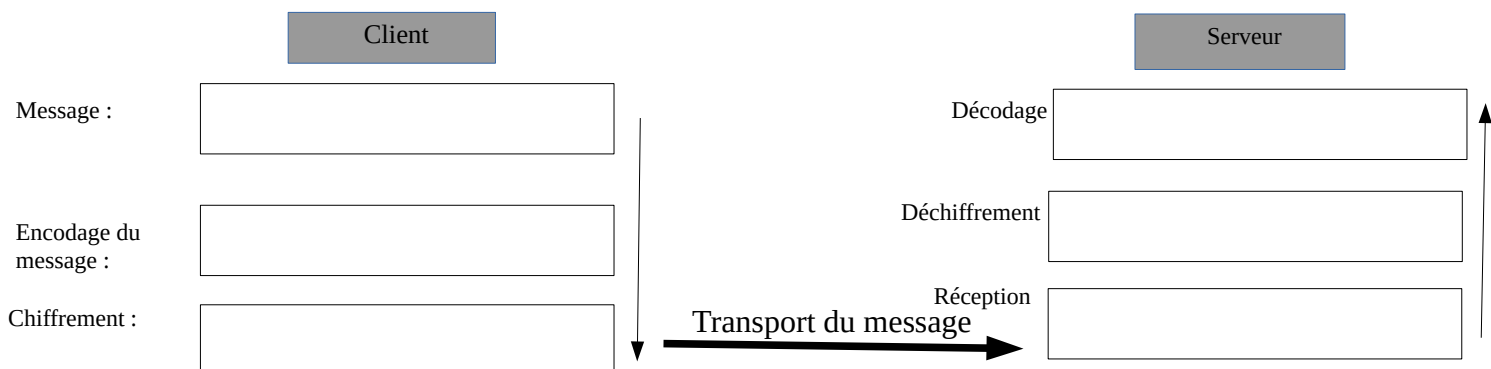 Client
Serveur
Message :
Décodage
Encodage du
message :
Déchiffrement
Chiffrement :
Réception
Transport du message